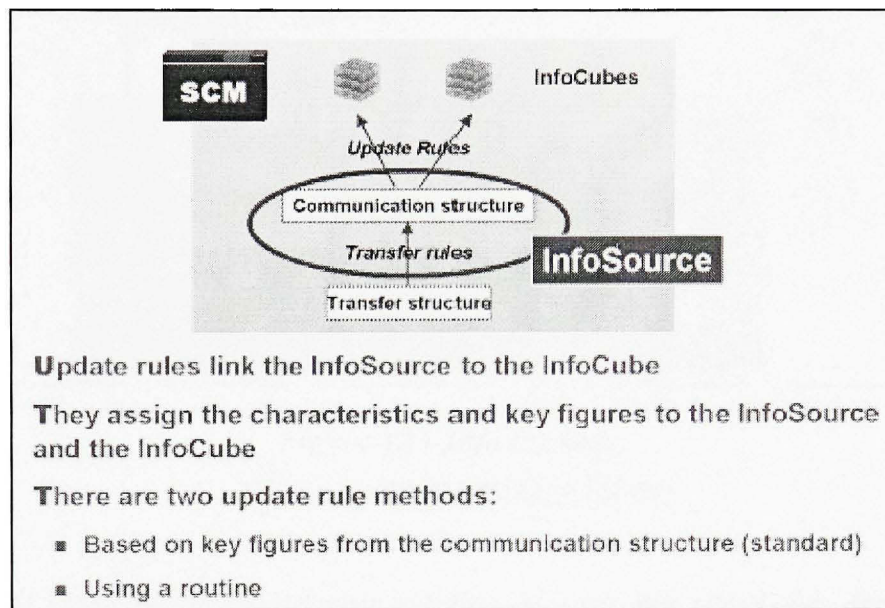 SCM
InfoCubes
Update Rules
Communication structure
Transfer rules
InfoSource
Transfer structure
Update rules link the InfoSource to the InfoCube
They assign the characteristics and key figures to the InfoSource
and the InfoCube
There are two update rule methods:
Based on key figures from the communication structure (standard)
Using a routine